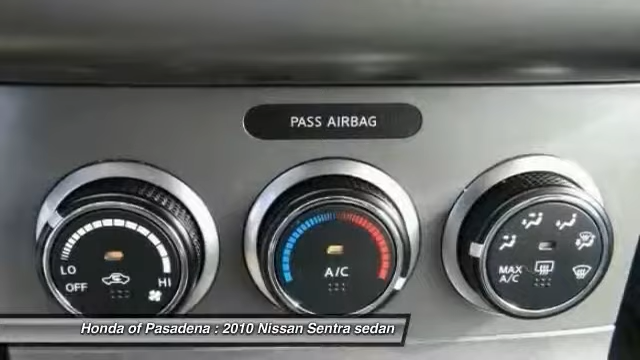 PASS AIRBAG
LO
HI
OFF
A/C
MAX
A/C
Honda of Pasadena : 2010 Nissan Sentra sedan